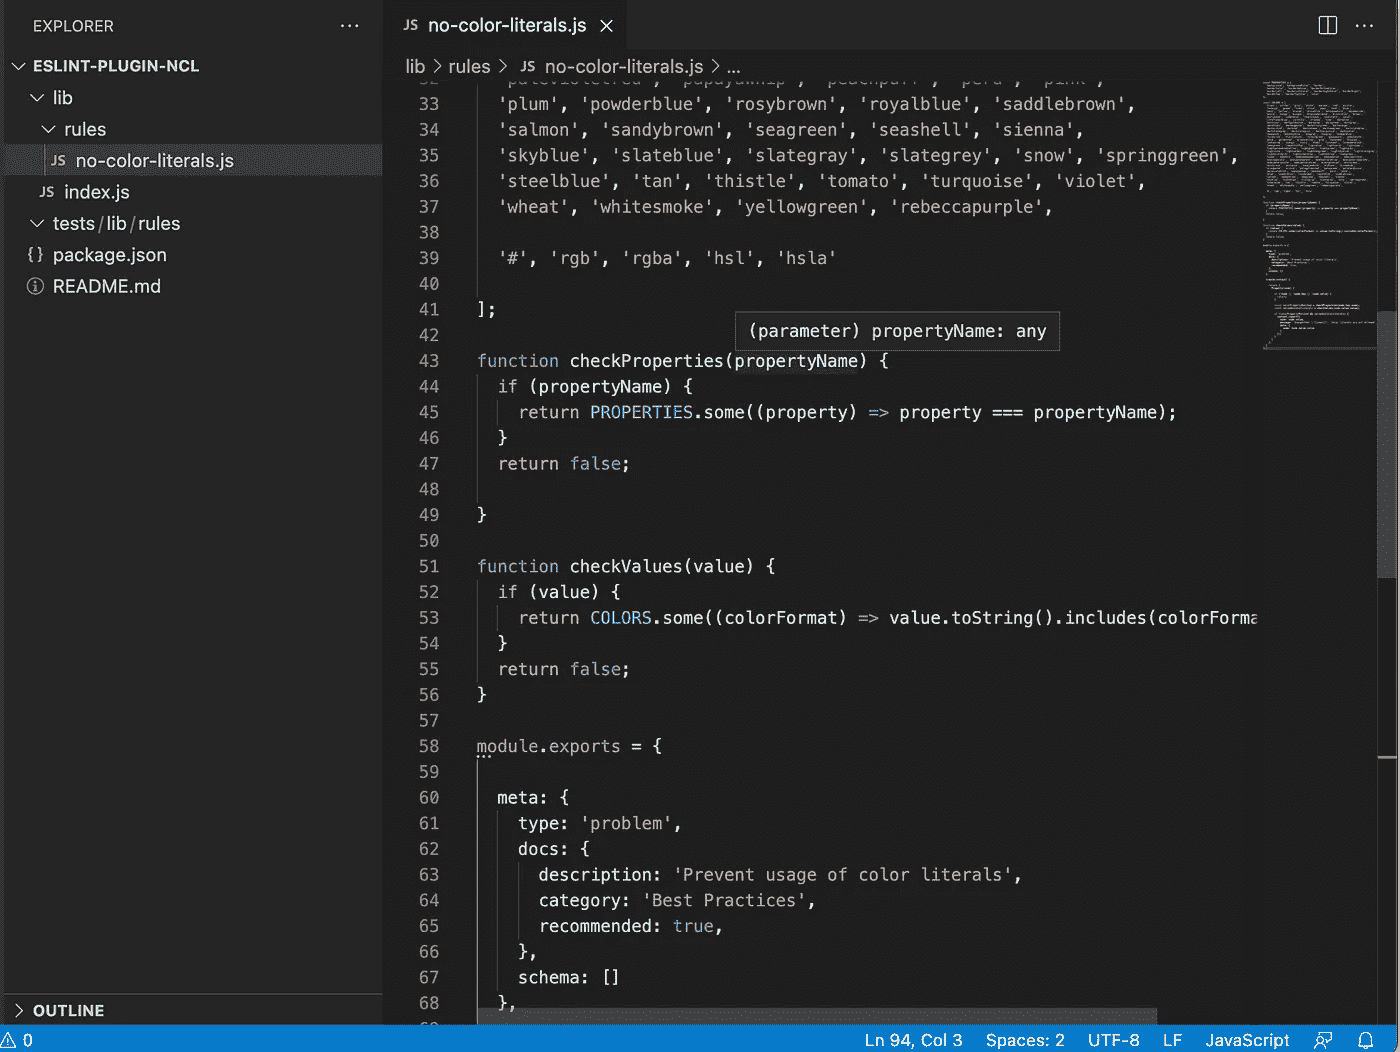 EXPLORER
···
JS no-color-literals.js ×
···
ESLINT-PLUGIN-NCL
lib > rules > JS no-color-literals.js > ...
lib
rules
JS no-color-literals.js
JS index.js
tests/lib/rules
{} package.json
README.md
32 'palevioletred', 'papayawhip', 'peachpuff', 'peru', 'pink',
33 'plum', 'powderblue', 'rosybrown', 'royalblue', 'saddlebrown',
34 'salmon', 'sandybrown', 'seagreen', 'seashell', 'sienna',
35 'skyblue', 'slateblue', 'slategray', 'slategrey', 'snow', 'springgreen',
36 'steelblue', 'tan', 'thistle', 'tomato', 'turquoise', 'violet',
37 'wheat', 'whitesmoke', 'yellowgreen', 'rebeccapurple',
38
39 '#', 'rgb', 'rgba', 'hsl', 'hsla'
40
41 ];
42
(parameter) propertyName: any
43 function checkProperties(propertyName) {
44 if (propertyName) {
45 return PROPERTIES.some((property) => property === propertyName);
46 }
47 return false;
48
49 }
50
51 function checkValues(value) {
52 if (value) {
53 return COLORS.some((colorFormat) => value.toString().includes(colorForma
54 }
55 return false;
56 }
57
58 module.exports = {
59
60 meta: {
61 type: 'problem',
62 docs: {
63 description: 'Prevent usage of color literals',
64 category: 'Best Practices',
65 recommended: true,
66 },
67 schema: []
68 },
OUTLINE
0
Ln 94, Col 3 Spaces: 2 UTF-8 LF JavaScript